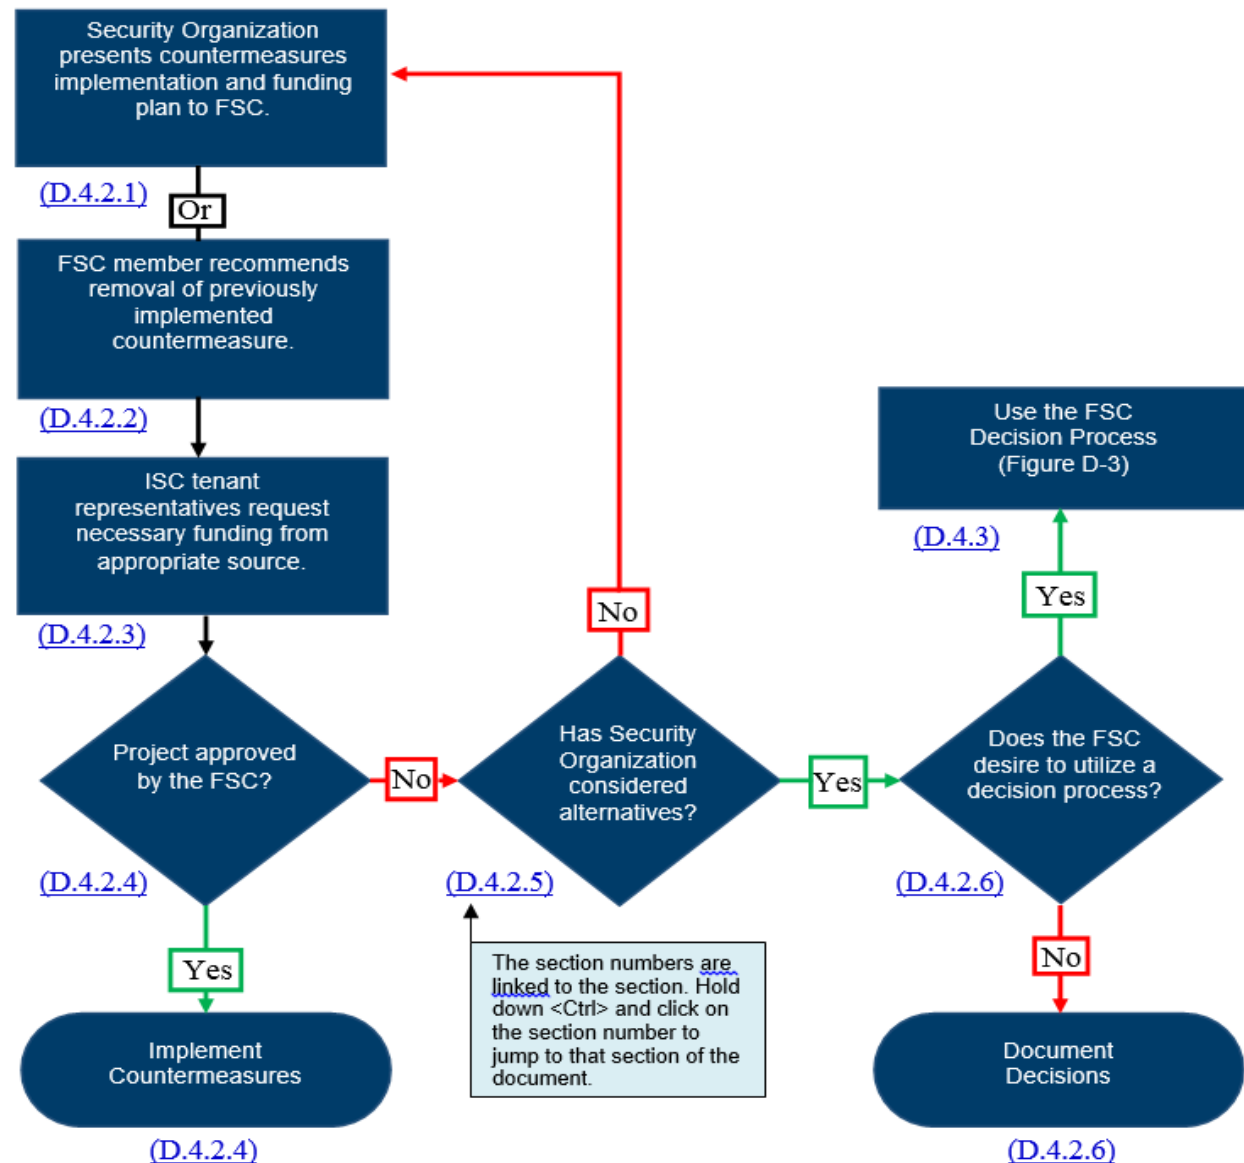 Security Organization
presents countermeasures
implementation and funding
plan to FSC.
(D.4.2.1)
Or
FSC member recommends
removal of previously
implemented
countermeasure.
(D.4.2.2)
ISC tenant
representatives request
necessary funding from
appropriate source.
(D.4.2.3)
Project approved
by the FSC?
(D.4.2.4)
No
Yes
Implement
Countermeasures
(D.4.2.4)
Has Security
Organization
considered
alternatives?
(D.4.2.5)
No
Yes
The section numbers are
linked to the section. Hold
down <Ctrl> and click on
the section number to
jump to that section of the
document.
Does the FSC
desire to utilize a
decision process?
(D.4.2.6)
Yes
Use the FSC
Decision Process
(Figure D-3)
(D.4.3)
No
Document
Decisions
(D.4.2.6)